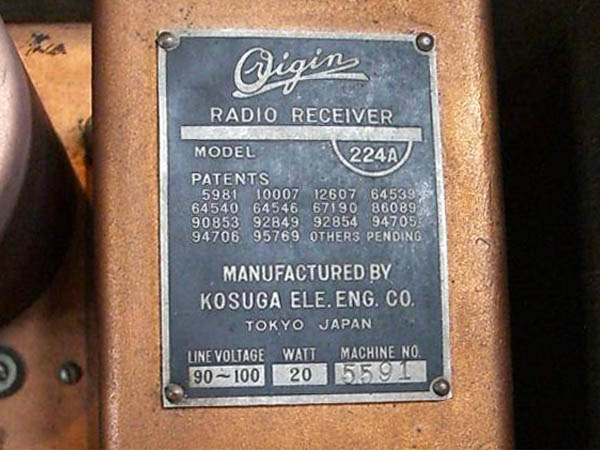 Origin
RADIO RECEIVER
MODEL 224A
PATENTS
5981 10007 12607 64539
64540 64546 67190 86089
90853 92849 92854 94705
94706 95769 OTHERS PENDING
MANUFACTURED BY
KOSUGA ELE. ENG. CO.
TOKYO JAPAN
LINE VOLTAGE WATT MACHINE NO.
90~100 20 5591